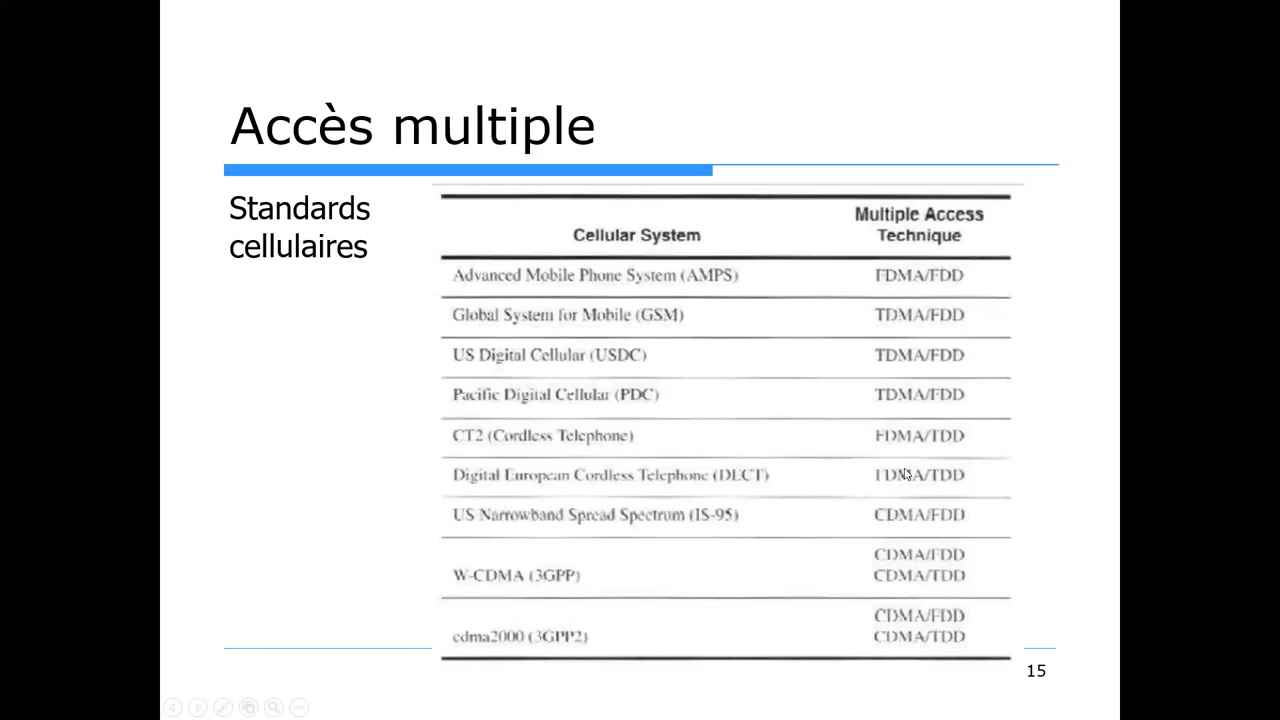 Accès multiple
Standards
cellulaires
Multiple Access
Cellular System Technique
Advanced Mobile Phone System (AMPS) FDMA/FDD
Global System for Mobile (GSM) TDMA/FDD
US Digital Cellular (USDC) TDMA/FDD
Pacific Digital Cellular (PDC) TDMA/FDD
CT2 (Cordless Telephone) FDMA/TDD
Digital European Cordless Telephone (DECT) FDMA/TDD
US Narrowband Spread Spectrum (IS-95) CDMA/FDD
CDMA/FDD
W-CDMA (3GPP) CDMA/TDD
CDMA/FDD
cdma2000 (3GPP2) CDMA/TDD
15